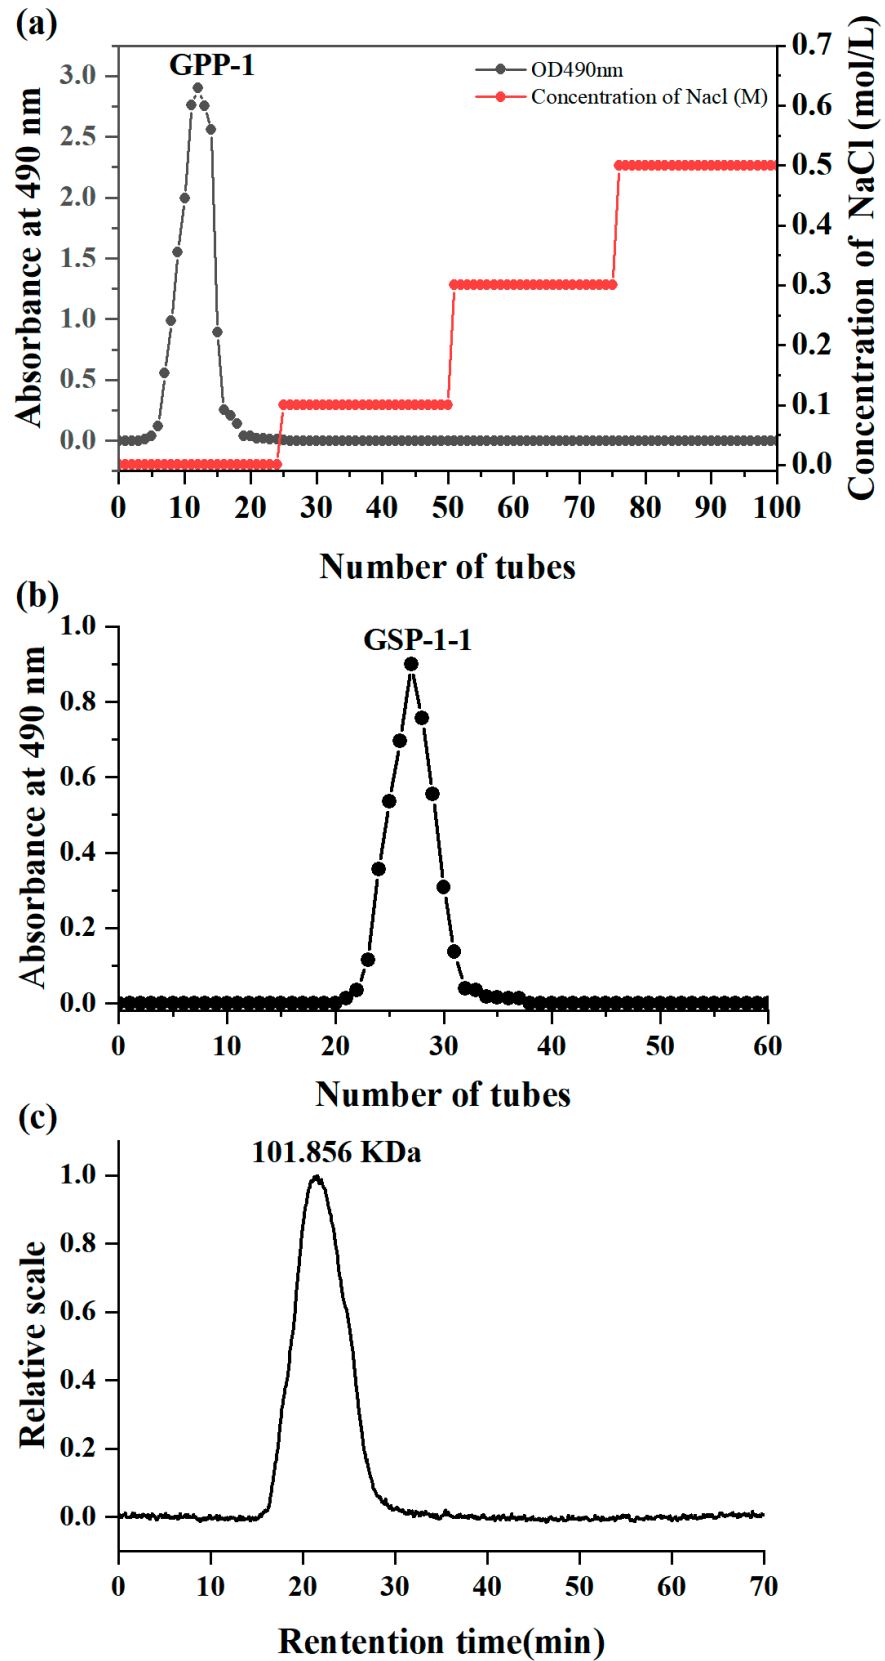 (a)
GPP-1
OD490nm
Concentration of Nacl (M)
Absorbance at 490 nm
3.0
2.5
2.0
1.5
1.0
0.5
0.0
Concentration of NaCl (mol/L)
0.7
0.6
0.5
0.4
0.3
0.2
0.1
0.0
0 10 20 30 40 50 60 75 80 90 100
Number of tubes
(b)
GSP-1-1
Absorbance at 490 nm
1.0
0.8
0.6
0.4
0.2
0.0
0 10 20 30 40 50 60
Number of tubes
(c)
101.856 KDa
Relative scale
1.0
0.8
0.6
0.4
0.2
0.0
0 10 20 30 40 50 60 70
Rentention time(min)